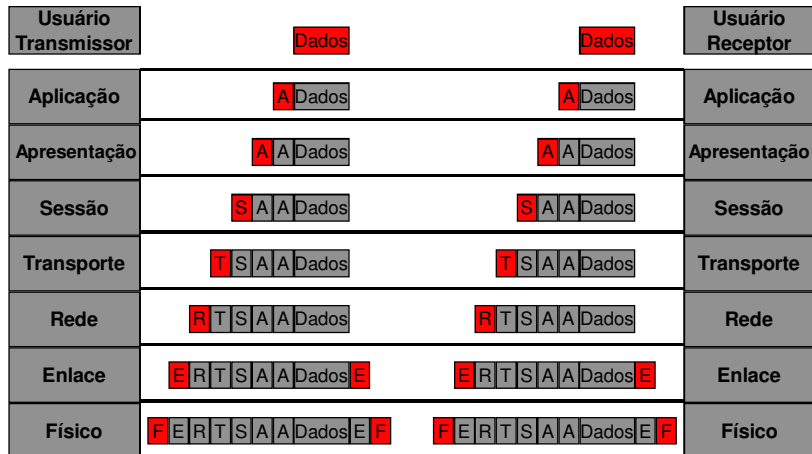 Usuário Transmissor Dados Dados Usuário Receptor
Aplicação A Dados A Dados Aplicação
Apresentação A A Dados A A Dados Apresentação
Sessão S A A Dados S A A Dados Sessão
Transporte T S A A Dados T S A A Dados Transporte
Rede R T S A A Dados R T S A A Dados Rede
Enlace E R T S A A Dados E E R T S A A Dados E Enlace
Físico F E R T S A A Dados E F F E R T S A A Dados E F Físico